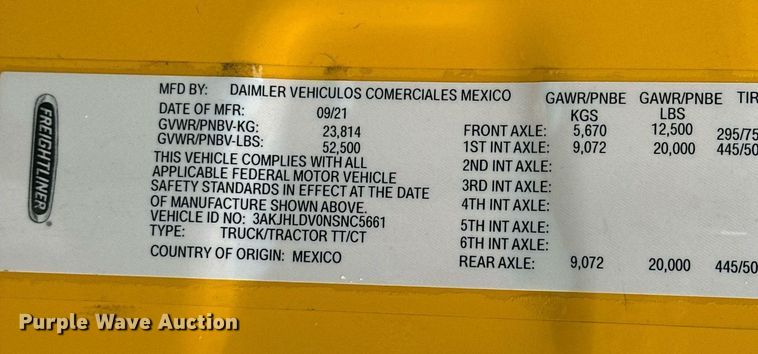 FREIGHTLINER
MFD BY: DAIMLER VEHICULOS COMERCIALES MEXICO
DATE OF MFR: 09/21
GVWR/PNBV-KG: 23,814
GVWR/PNBV-LBS: 52,500
THIS VEHICLE COMPLIES WITH ALL
APPLICABLE FEDERAL MOTOR VEHICLE
SAFETY STANDARDS IN EFFECT AT THE DATE
OF MANUFACTURE SHOWN ABOVE.
VEHICLE ID NO: 3AKJHLDV0NSNC5661
TYPE: TRUCK/TRACTOR TT/CT
COUNTRY OF ORIGIN: MEXICO
GAWR/PNBE GAWR/PNBE TIR
KGS LBS
FRONT AXLE: 5,670 12,500 295/75
1ST INT AXLE: 9,072 20,000 445/50
2ND INT AXLE:
3RD INT AXLE:
4TH INT AXLE:
5TH INT AXLE:
6TH INT AXLE:
REAR AXLE: 9,072 20,000 445/50
Purple Wave Auction